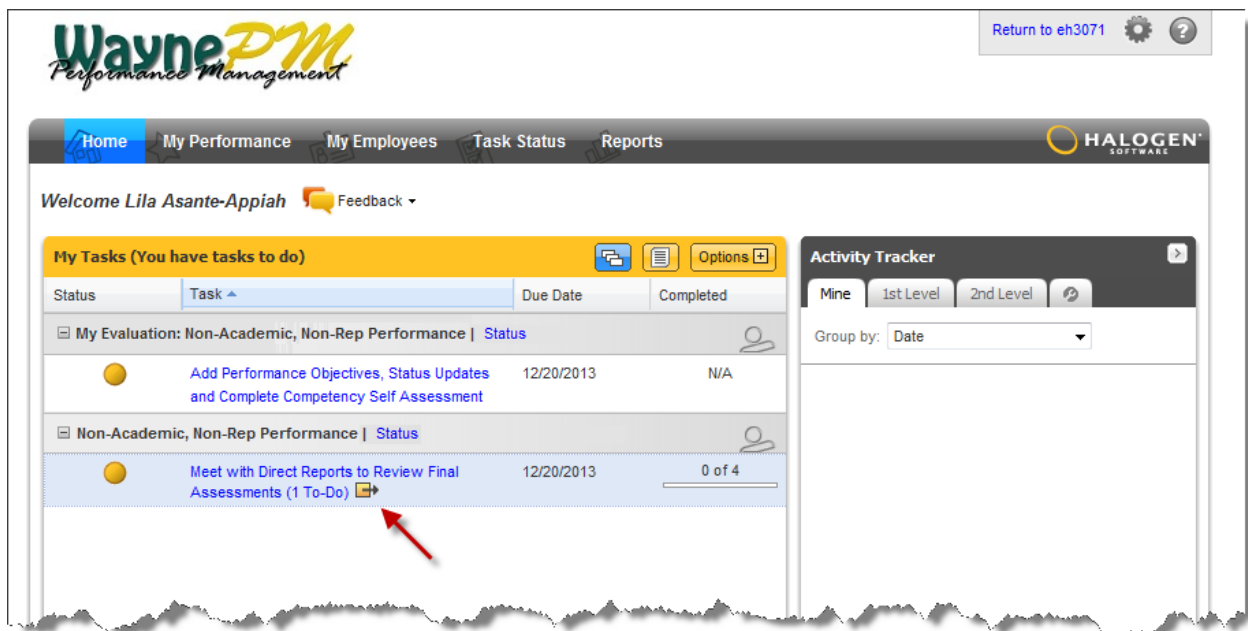 WaynePM
Performance Management
Return to eh3071
Home My Performance My Employees Task Status Reports
HALOGEN
SOFTWARE
Welcome Lila Asante-Appiah Feedback
My Tasks (You have tasks to do) Options
Status Task Due Date Completed
My Evaluation: Non-Academic, Non-Rep Performance | Status
Add Performance Objectives, Status Updates
and Complete Competency Self Assessment
12/20/2013 N/A
Non-Academic, Non-Rep Performance | Status
Meet with Direct Reports to Review Final
Assessments (1 To-Do)
12/20/2013 0 of 4
Activity Tracker
Mine 1st Level 2nd Level
Group by: Date